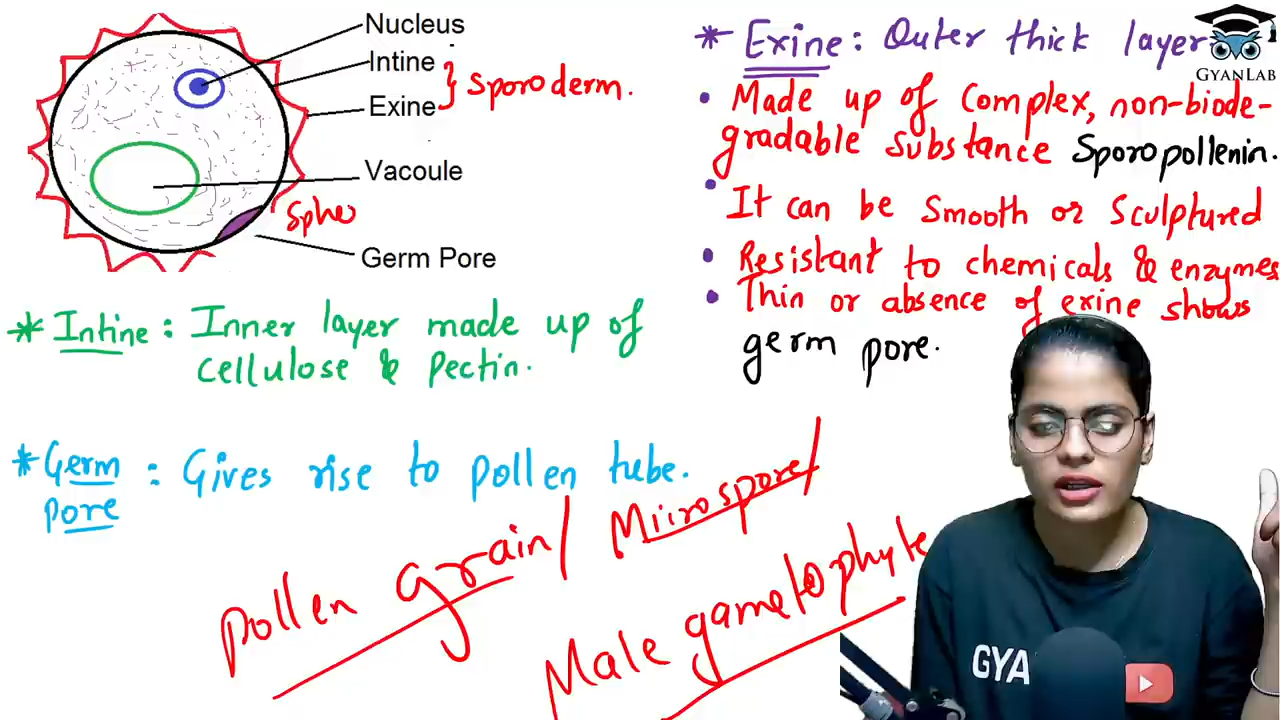 Nucleus
Intine
Exine
} Sporoderm.
Vacoule
Sphe
Germ Pore
* Intine : Inner layer made up of
cellulose & Pectin.
* Germ pore : Gives rise to pollen tube.
Pollen grain/ Miirospore/
Male gametophyte
* Exine : Outer thick layer
GYANLAB
• Made up of complex, non-biode-
gradable substance Sporopollenin.
• It can be smooth or sculptured
• Resistant to chemicals & enzymes
• Thin or absence of exine shows
germ pore.
GYA